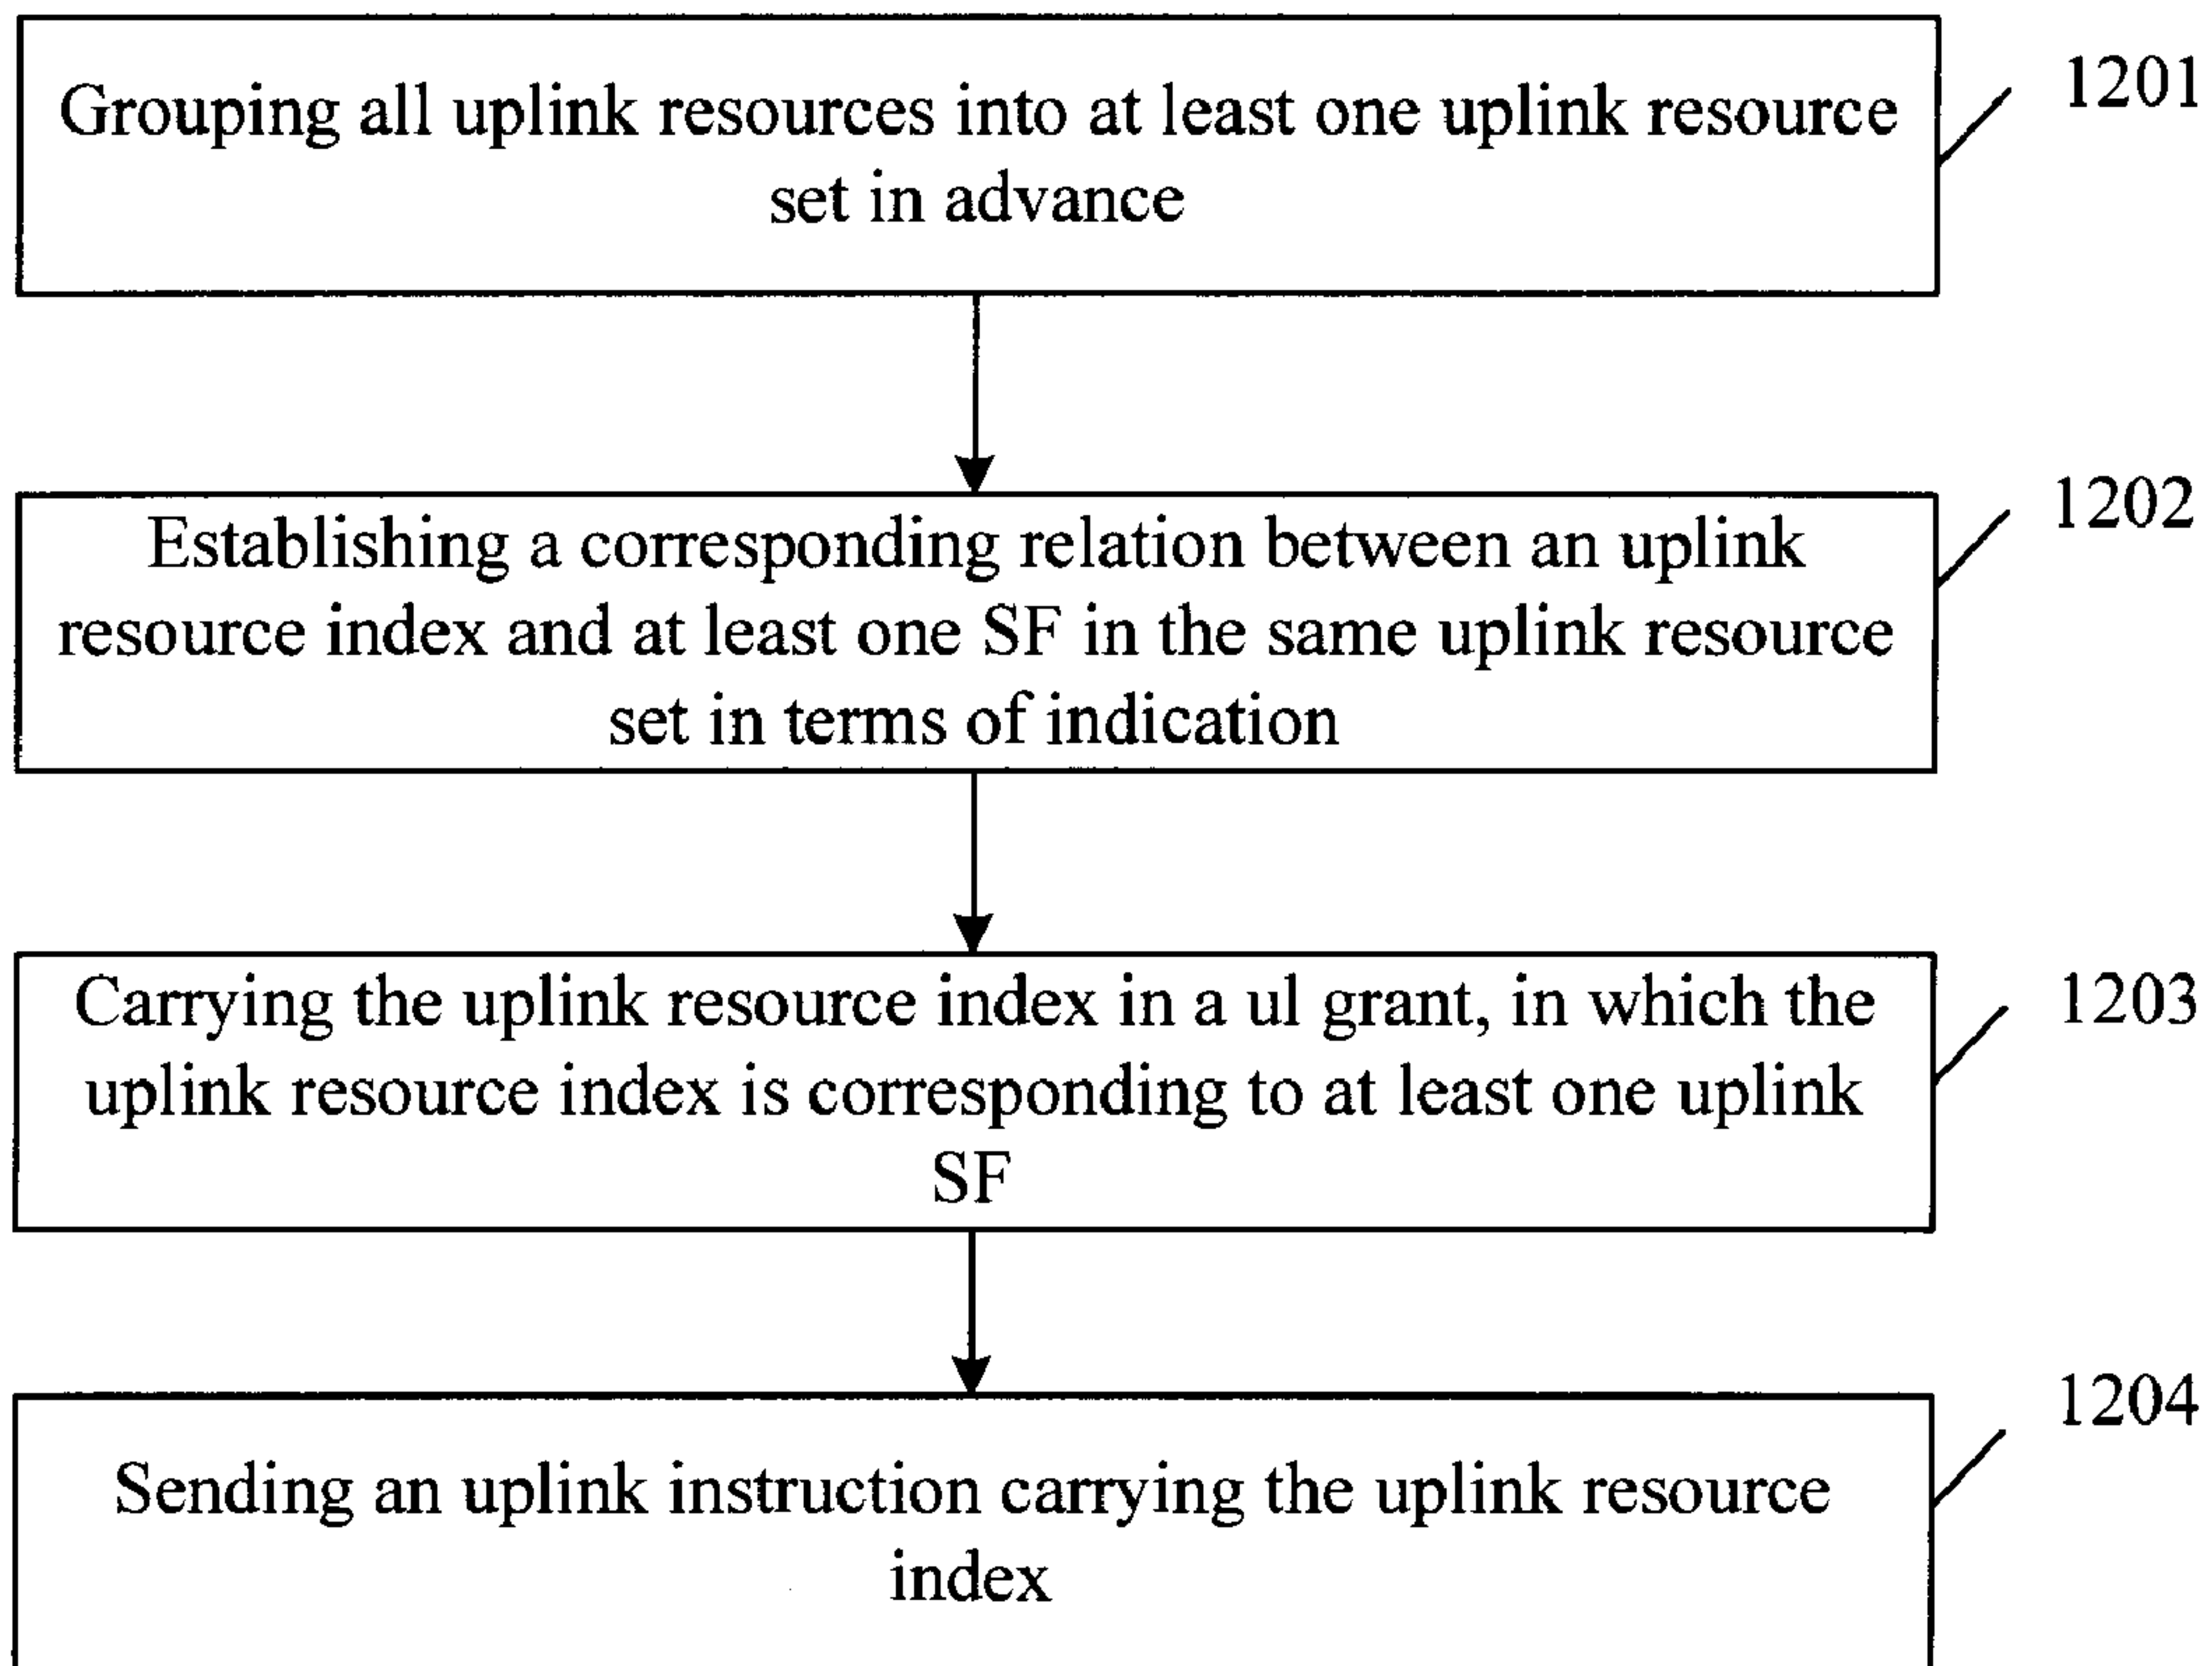 Grouping all uplink resources into at least one uplink resource
set in advance
1201
Establishing a corresponding relation between an uplink
resource index and at least one SF in the same uplink resource
set in terms of indication
1202
Carrying the uplink resource index in a ul grant, in which the
uplink resource index is corresponding to at least one uplink
SF
1203
Sending an uplink instruction carrying the uplink resource
index
1204